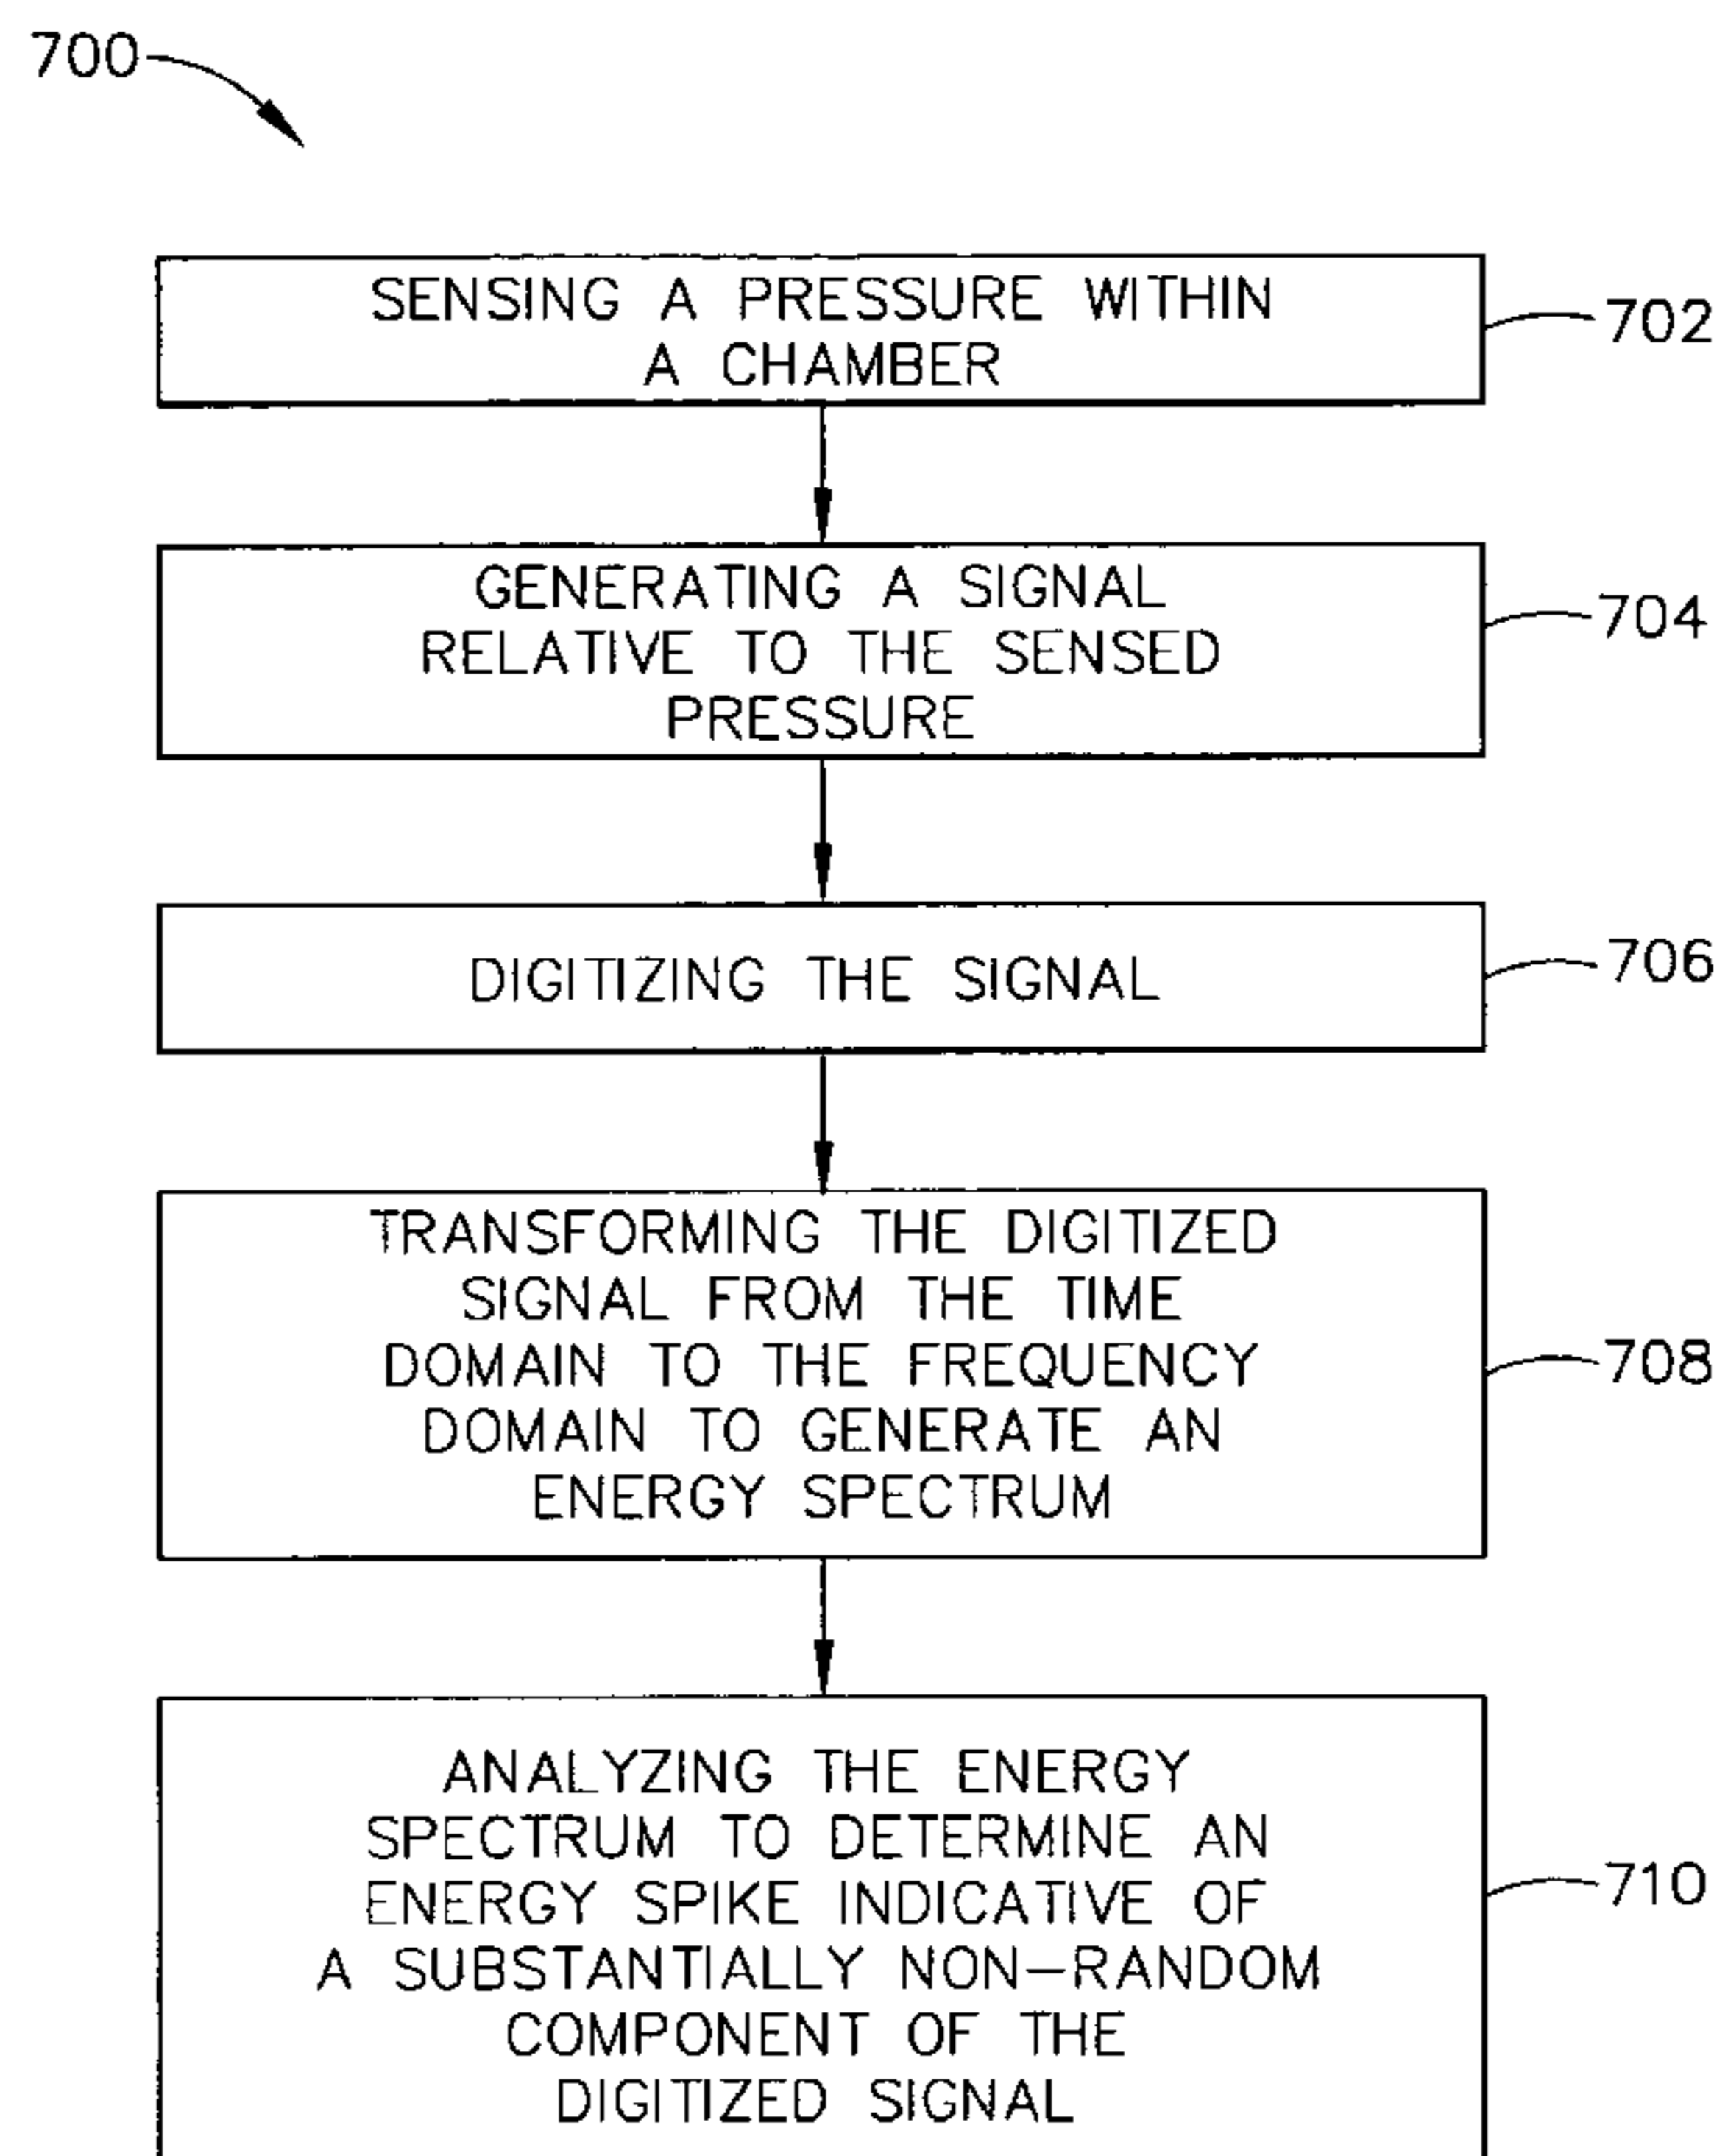 700
SENSING A PRESSURE WITHIN
A CHAMBER
702
GENERATING A SIGNAL
RELATIVE TO THE SENSED
PRESSURE
704
DIGITIZING THE SIGNAL
706
TRANSFORMING THE DIGITIZED
SIGNAL FROM THE TIME
DOMAIN TO THE FREQUENCY
DOMAIN TO GENERATE AN
ENERGY SPECTRUM
708
ANALYZING THE ENERGY
SPECTRUM TO DETERMINE AN
ENERGY SPIKE INDICATIVE OF
A SUBSTANTIALLY NON-RANDOM
COMPONENT OF THE
DIGITIZED SIGNAL
710